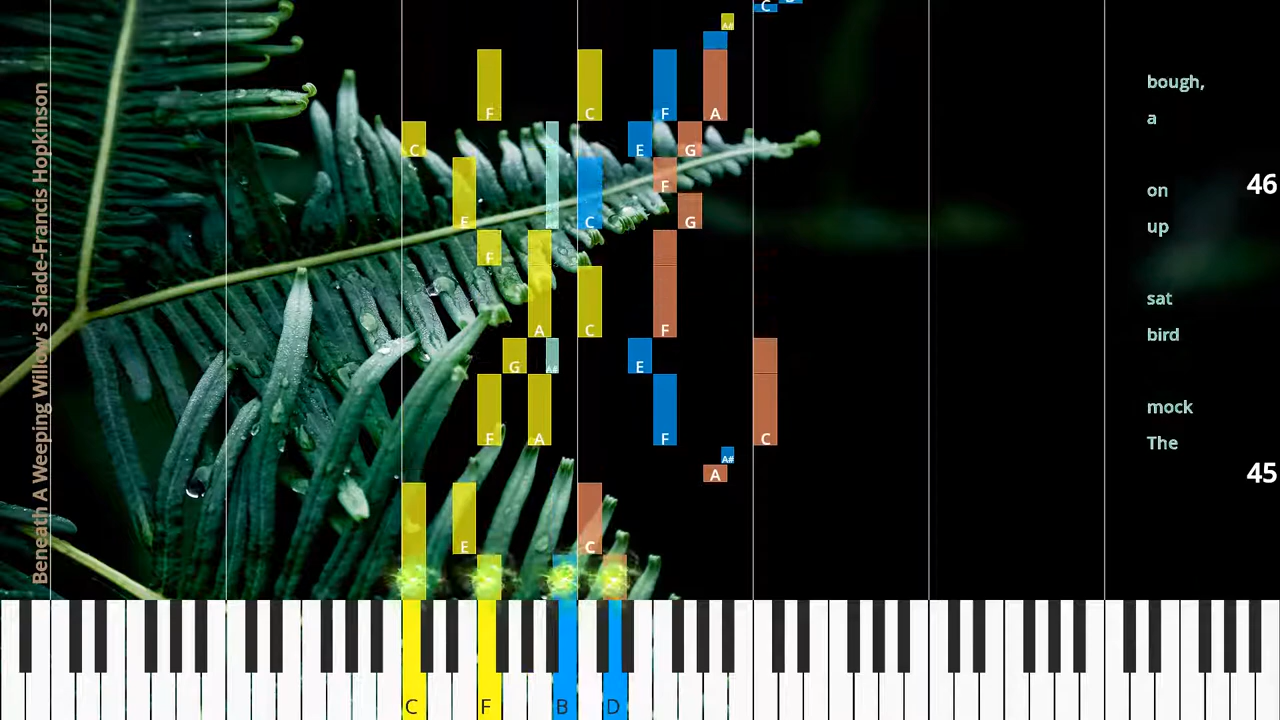 Beneath A Weeping Willow's Shade-Francis Hopkinson
C
A#
F C F A
bough,
a
C E G
F
on
46
E C G
up
F
A C F
sat
bird
G A# E
F A F C
mock
The
A#
A
45
E C
C F B D